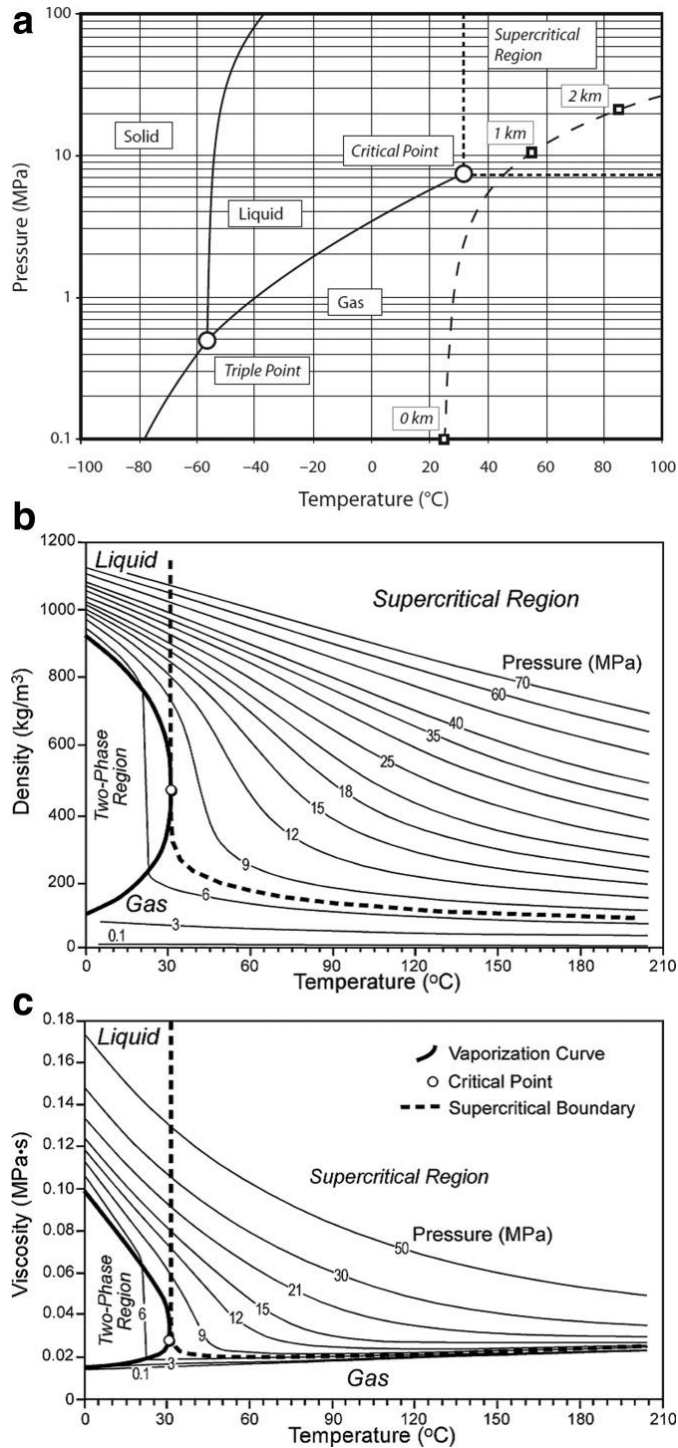 a
100
10
1
0.1
Pressure (MPa)
Supercritical
Region
2 km
1 km
Solid
Critical Point
Liquid
Gas
Triple Point
0 km
−100 −80 −60 −40 −20 0 20 40 60 80 100
Temperature (°C)
b
1200
1000
800
600
400
200
0
Density (kg/m³)
Liquid
Supercritical Region
Pressure (MPa)
70
60
40
35
25
18
15
12
9
6
3
0.1
Two-Phase
Region
Gas
0 30 60 90 120 150 180 210
Temperature (°C)
c
0.18
0.16
0.14
0.12
0.10
0.08
0.06
0.04
0.02
0
Viscosity (MPa•s)
Liquid
Vaporization Curve
Critical Point
Supercritical Boundary
Supercritical Region
Pressure (MPa)
50
30
21
15
12
9
6
3
0.1
Two-Phase
Region
Gas
0 30 60 90 120 150 180 210
Temperature (°C)